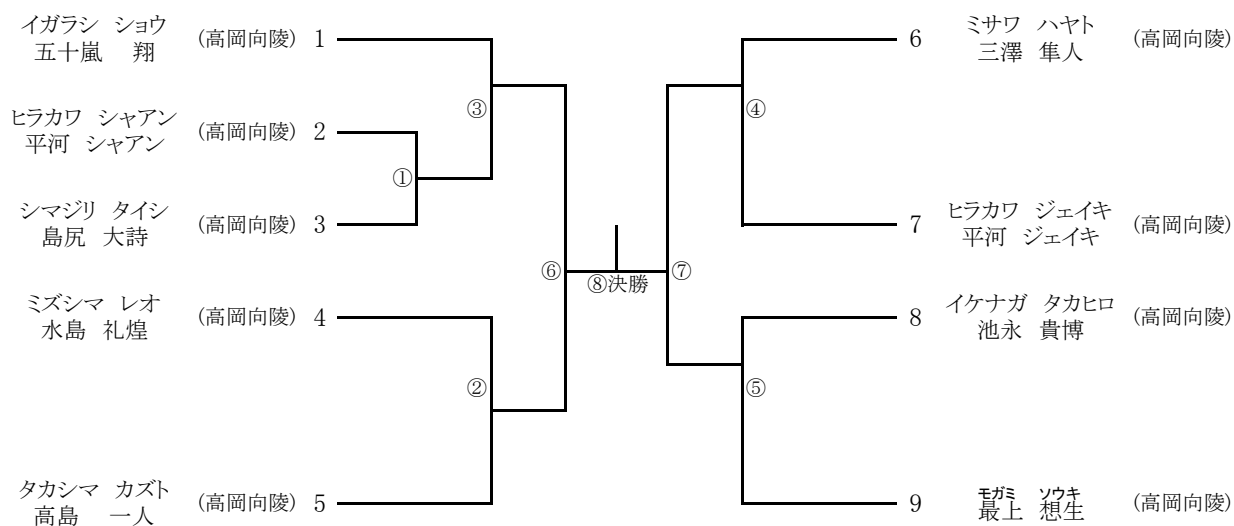 イガラシ ショウ
五十嵐 翔
(高岡向陵) 1
ヒラカワ シャアン
平河 シャアン
(高岡向陵) 2
シマジリ タイシ
島尻 大詩
(高岡向陵) 3
ミズシマ レオ
水島 礼煌
(高岡向陵) 4
タカシマ カズト
高島 一人
(高岡向陵) 5
③
①
②
⑥
⑧決勝
⑦
④
⑤
6 ミサワ ハヤト
三澤 隼人
(高岡向陵)
7 ヒラカワ ジェイキ
平河 ジェイキ
(高岡向陵)
8 イケナガ タカヒロ
池永 貴博
(高岡向陵)
9 モガミ ソウキ
最上 想生
(高岡向陵)